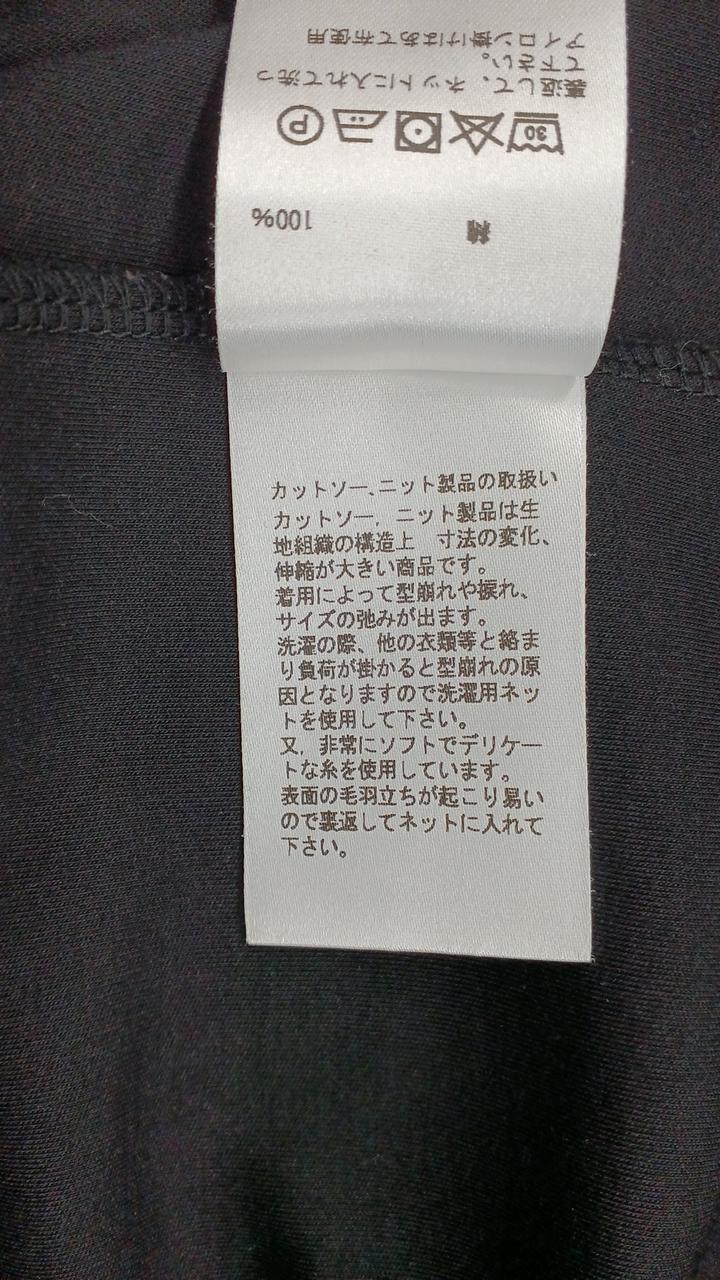 綿 100%
30 P
裏返して、ネットに入れて洗っ
て下さい。
アイロン掛けはあて布使用
カットソー、ニット製品の取扱い
カットソー、ニット製品は生
地組織の構造上　寸法の変化、
伸縮が大きい商品です。
着用によって型崩れや捩れ、
サイズの弛みが出ます。
洗濯の際、他の衣類等と絡ま
り負荷が掛かると型崩れの原
因となりますので洗濯用ネッ
トを使用して下さい。
又、非常にソフトでデリケー
トな糸を使用しています。
表面の毛羽立ちが起こり易い
ので裏返してネットに入れて
下さい。